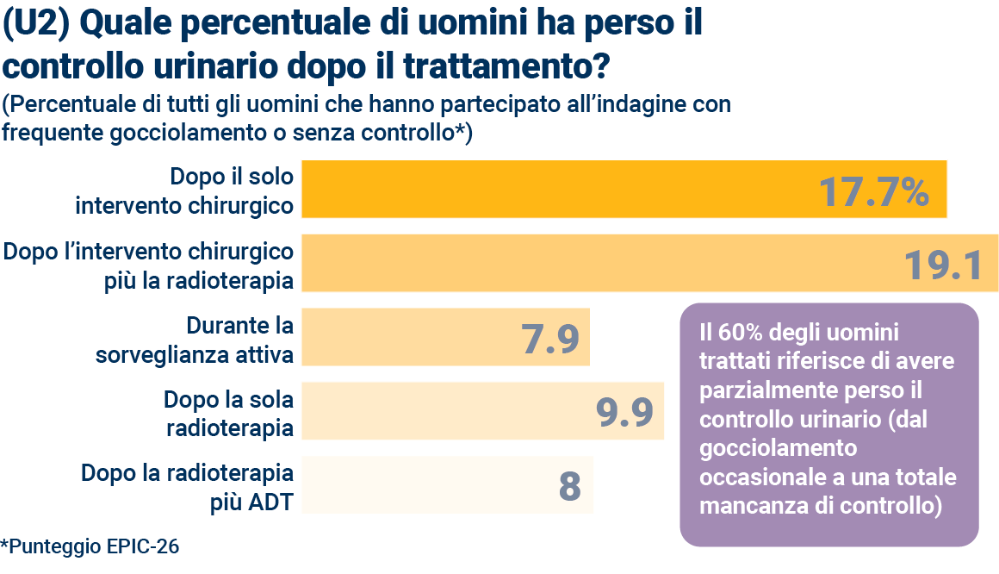 (U2) Quale percentuale di uomini ha perso il
controllo urinario dopo il trattamento?
(Percentuale di tutti gli uomini che hanno partecipato all’indagine con
frequente gocciolamento o senza controllo*)
Dopo il solo
intervento chirurgico
17.7%
Dopo l’intervento chirurgico
più la radioterapia
19.1
Durante la
sorveglianza attiva
7.9
Dopo la sola
radioterapia
9.9
Dopo la radioterapia
più ADT
8
Il 60% degli uomini
trattati riferisce di avere
parzialmente perso il
controllo urinario (dal
gocciolamento
occasionale a una totale
mancanza di controllo)
*Punteggio EPIC-26